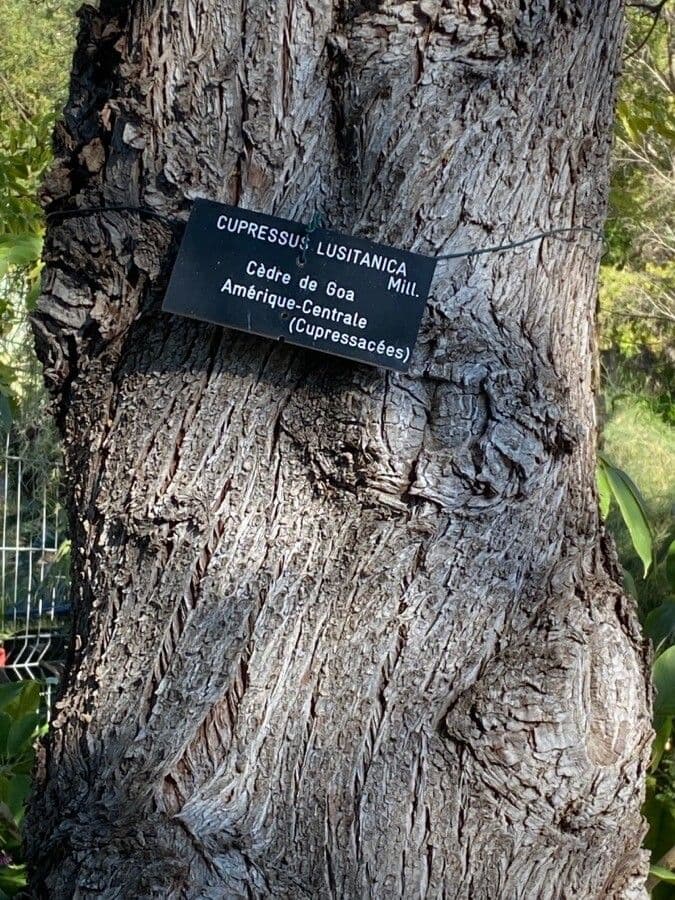 CUPRESSUS LUSITANICA
Mill.
Cèdre de Goa
Amérique-Centrale
(Cupressacées)